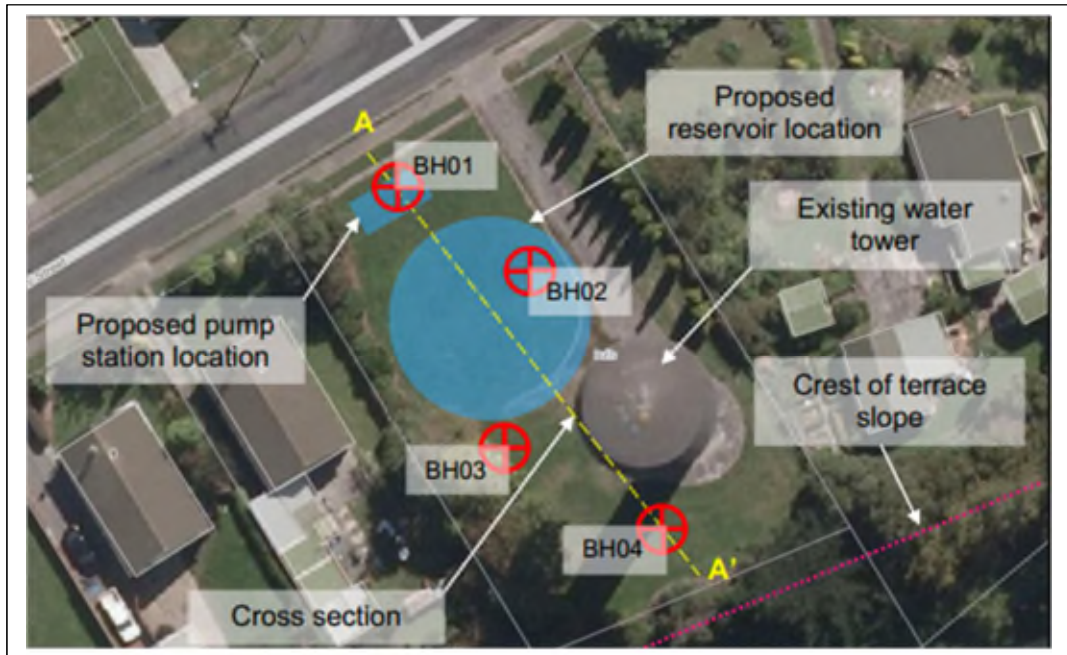 A
BH01
Proposed
reservoir location
BH02
Existing water
tower
Proposed pump
station location
Crest of terrace
slope
BH03
BH04
A'
Cross section